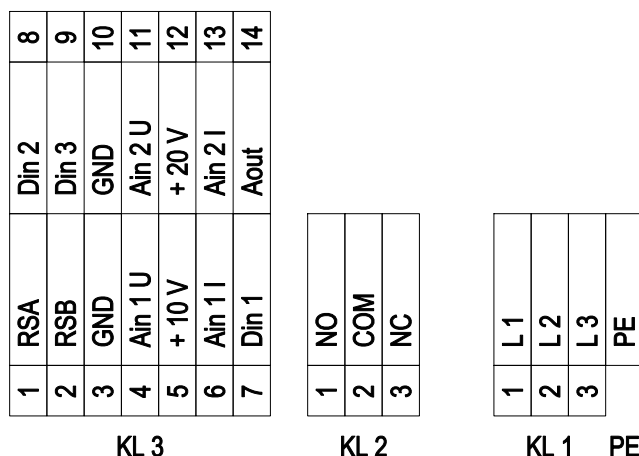 8 9 10 11 12 13 14
Din 2 Din 3 GND Ain 2 U + 20 V Ain 2 I Aout
RSA RSB GND Ain 1 U + 10 V Ain 1 I Din 1
1 2 3 4 5 6 7
KL 3
NO COM NC
1 2 3
KL 2
L 1 L 2 L 3 PE
1 2 3
KL 1 PE